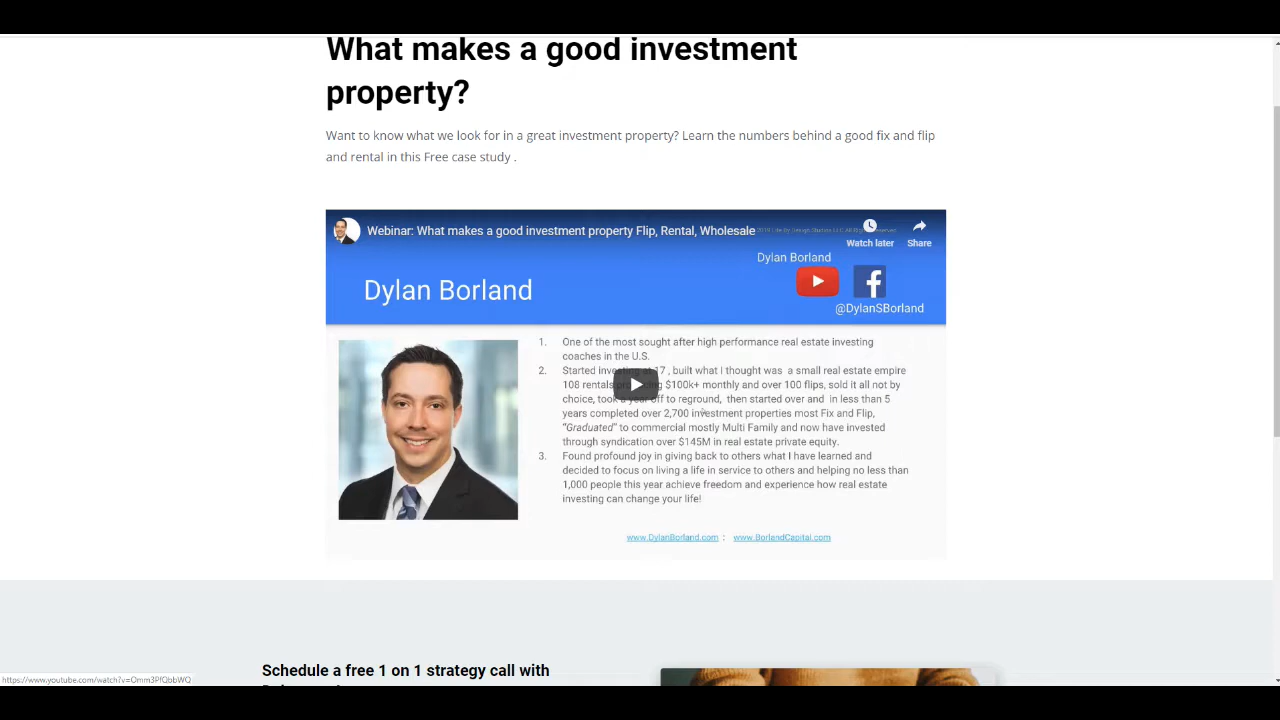 What makes a good investment
property?
Want to know what we look for in a great investment property? Learn the numbers behind a good fix and flip
and rental in this Free case study .
Webinar: What makes a good investment property Flip, Rental, Wholesale
Watch later
Share
Dylan Borland
Dylan Borland
@DylanSBorland
1. One of the most sought after high performance real estate investing
coaches in the U.S.
2. Started investing at 17 , built what I thought was a small real estate empire
108 rentals producing $100k+ monthly and over 100 flips, sold it all not by
choice, took a year off to reground, then started over and in less than 5
years completed over 2,700 investment properties most Fix and Flip,
"Graduated" to commercial mostly Multi Family and now have invested
through syndication over $145M in real estate private equity.
3. Found profound joy in giving back to others what I have learned and
decided to focus on living a life in service to others and helping no less than
1,000 people this year achieve freedom and experience how real estate
investing can change your life!
www.DylanBorland.com : www.BorlandCapital.com
Schedule a free 1 on 1 strategy call with
https://www.youtube.com/watch?v=Omm3PfQbbWQ